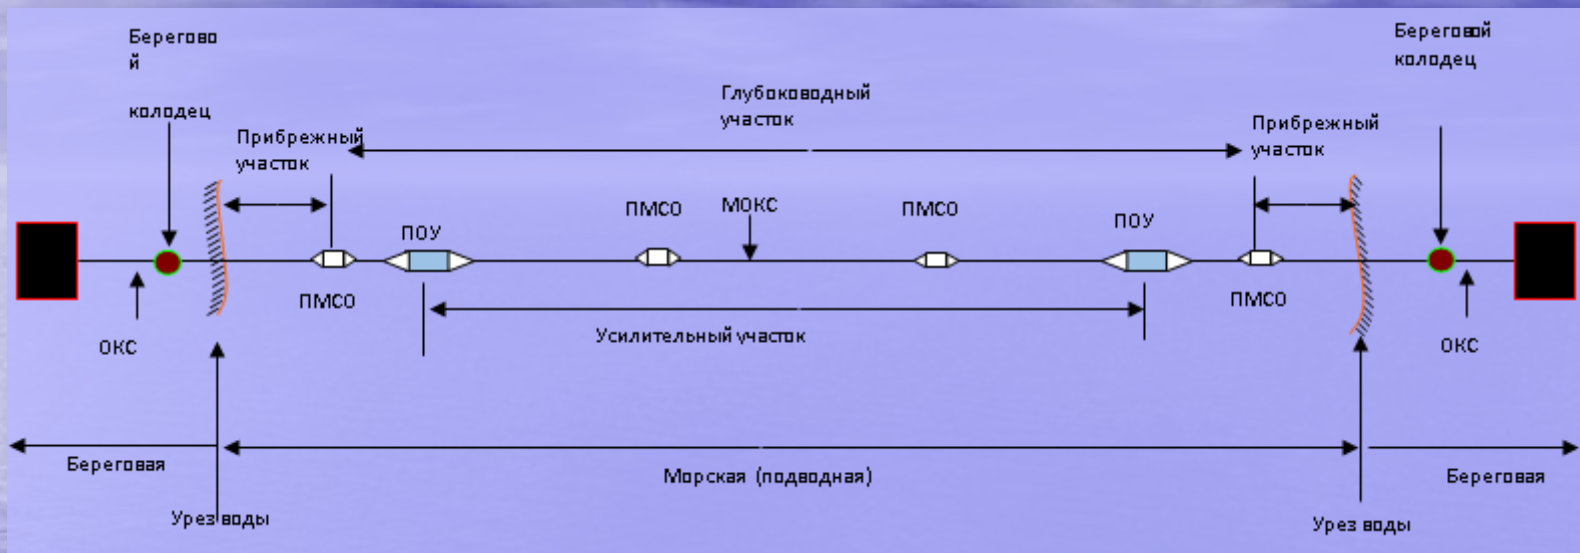 Берегово
й
колодец
Береговой
колодец
Глубоководный
участок
Прибрежный
участок
Прибрежный
участок
ПМСО
МОКС
ПМСО
ПОУ
ПОУ
ПМСО
ПМСО
Усилительный участок
ОКС
ОКС
Береговая
Морская (подводная)
Береговая
Урез воды
Урез воды